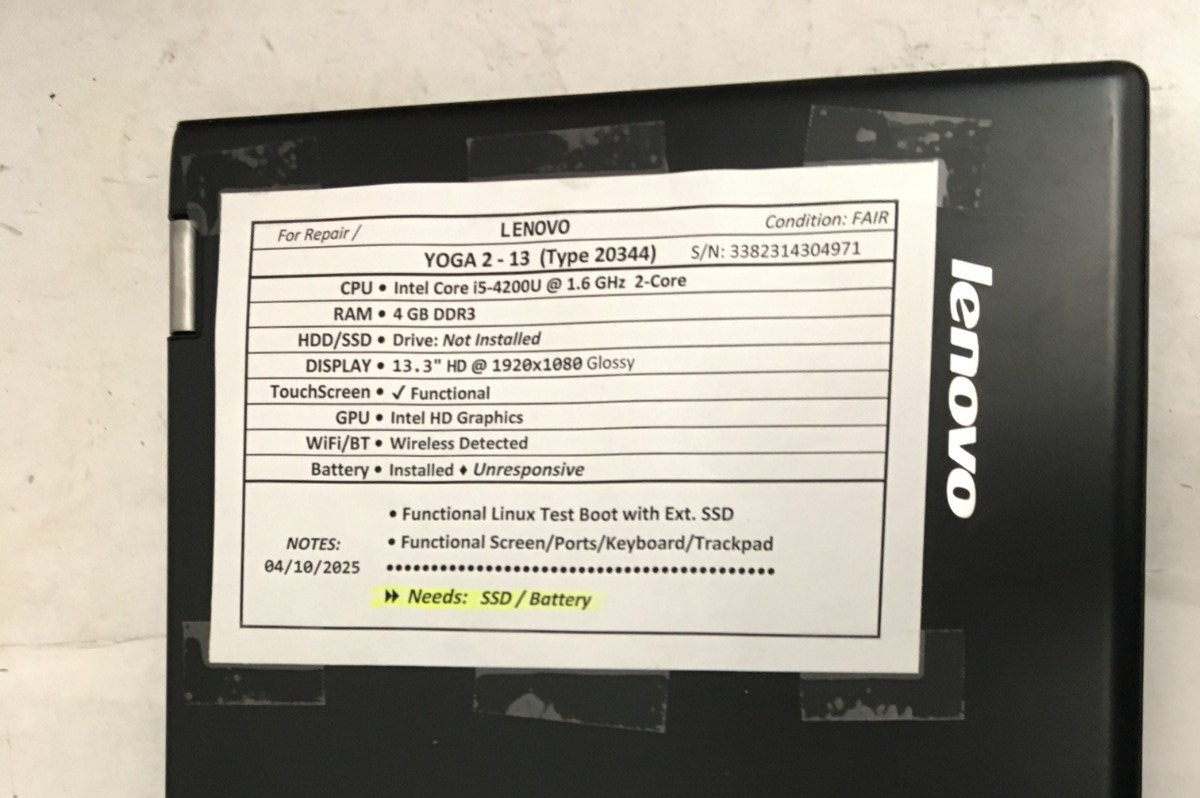 For Repair / LENOVO Condition: FAIR
YOGA 2 - 13 (Type 20344) S/N: 3382314304971
CPU • Intel Core i5-4200U @ 1.6 GHz 2-Core
RAM • 4 GB DDR3
HDD/SSD • Drive: Not Installed
DISPLAY • 13.3" HD @ 1920x1080 Glossy
TouchScreen • ✓ Functional
GPU • Intel HD Graphics
WiFi/BT • Wireless Detected
Battery • Installed ♦ Unresponsive
• Functional Linux Test Boot with Ext. SSD
NOTES: • Functional Screen/Ports/Keyboard/Trackpad
04/10/2025
Needs: SSD / Battery
lenovo